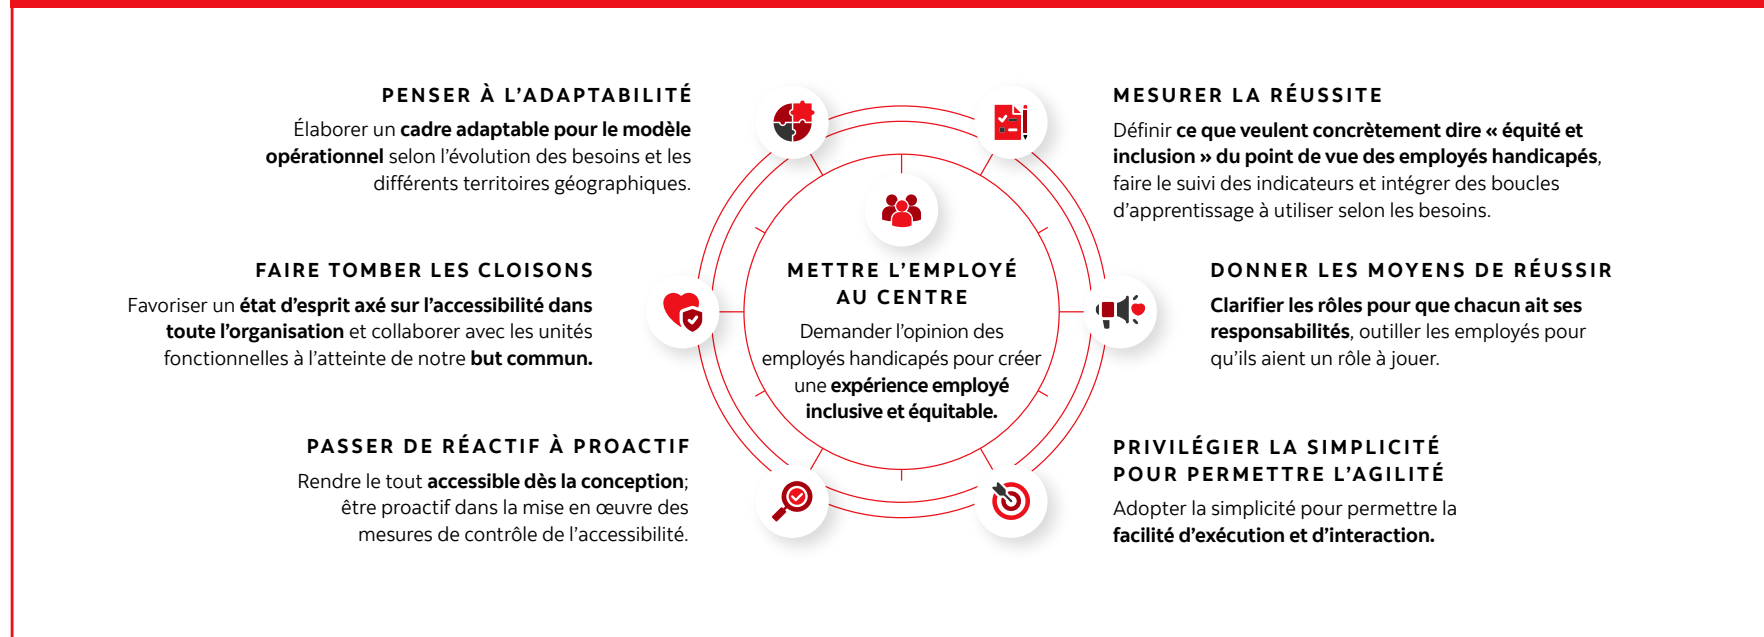 PENSER À L’ADAPTABILITÉ
Élaborer un cadre adaptable pour le modèle
opérationnel selon l’évolution des besoins et les
différents territoires géographiques.
MESURER LA RÉUSSITE
Définir ce que veulent concrètement dire « équité et
inclusion » du point de vue des employés handicapés,
faire le suivi des indicateurs et intégrer des boucles
d’apprentissage à utiliser selon les besoins.
FAIRE TOMBER LES CLOISONS
Favoriser un état d’esprit axé sur l’accessibilité dans
toute l’organisation et collaborer avec les unités
fonctionnelles à l’atteinte de notre but commun.
METTRE L’EMPLOYÉ
AU CENTRE
Demander l’opinion des
employés handicapés pour créer
une expérience employé
inclusive et équitable.
DONNER LES MOYENS DE RÉUSSIR
Clarifier les rôles pour que chacun ait ses
responsabilités, outiller les employés pour
qu’ils aient un rôle à jouer.
PASSER DE RÉACTIF À PROACTIF
Rendre le tout accessible dès la conception;
être proactif dans la mise en œuvre des
mesures de contrôle de l’accessibilité.
PRIVILÉGIER LA SIMPLICITÉ
POUR PERMETTRE L’AGILITÉ
Adopter la simplicité pour permettre la
facilité d’exécution et d’interaction.